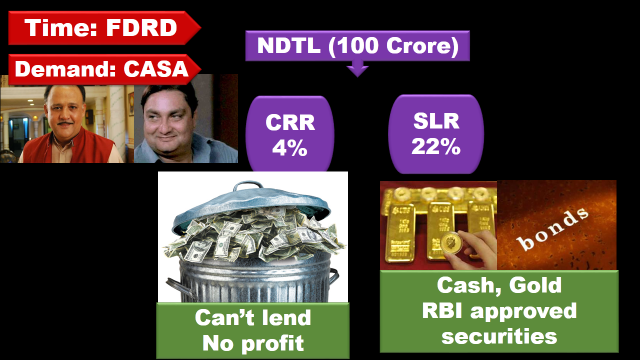 Time: FDRD
Demand: CASA
NDTL (100 Crore)
CRR
4%
SLR
22%
bonds
Can't lend
No profit
Cash, Gold
RBI approved
securities